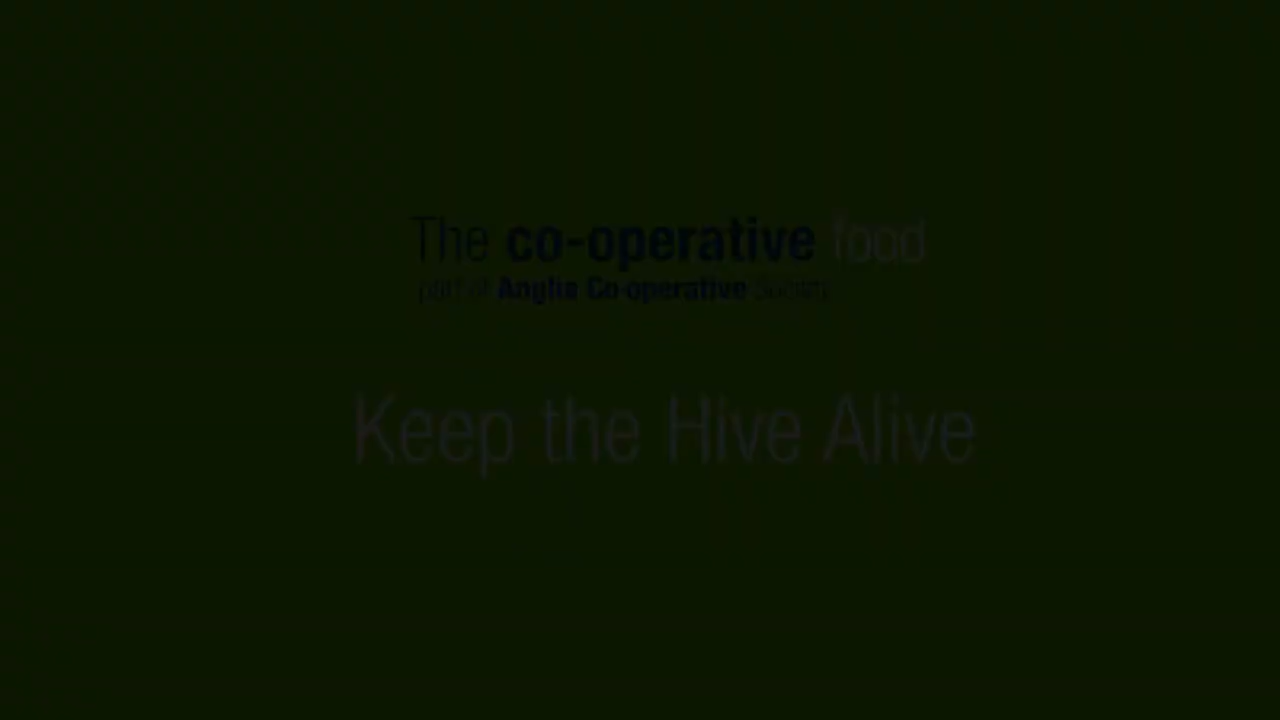 The co-operative food
part of Anglia Co-operative Society
Keep the Hive Alive